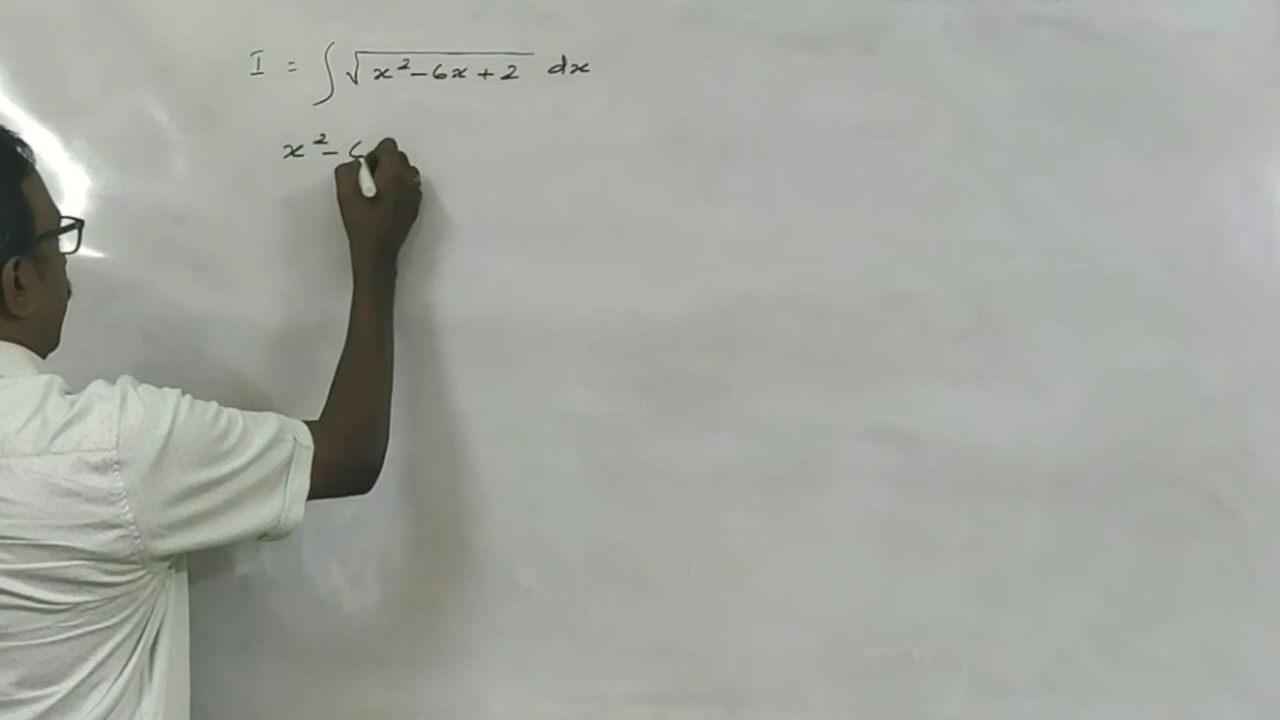 I = ∫ √(x² - 6x + 2) dx
x² -